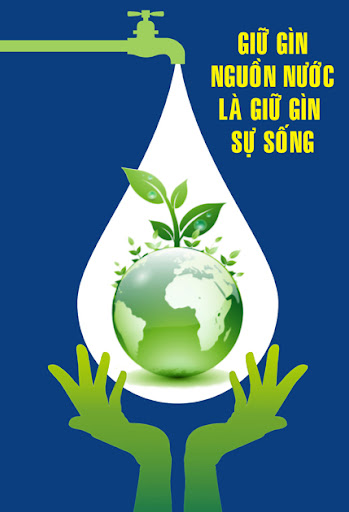 GIỮ GÌN
NGUỒN NƯỚC
LÀ GIỮ GÌN
SỰ SỐNG